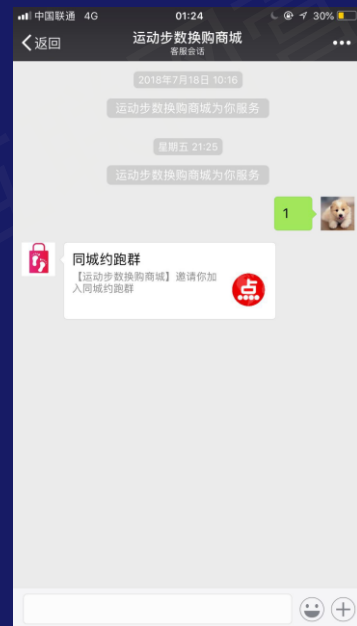 中国联通 4G 01:24 30%
返回 运动步数换购商城
客服会话
2018年7月18日 10:16
运动步数换购商城为你服务
星期五 21:25
运动步数换购商城为你服务
1
同城约跑群
【运动步数换购商城】邀请你加
入同城约跑群
点